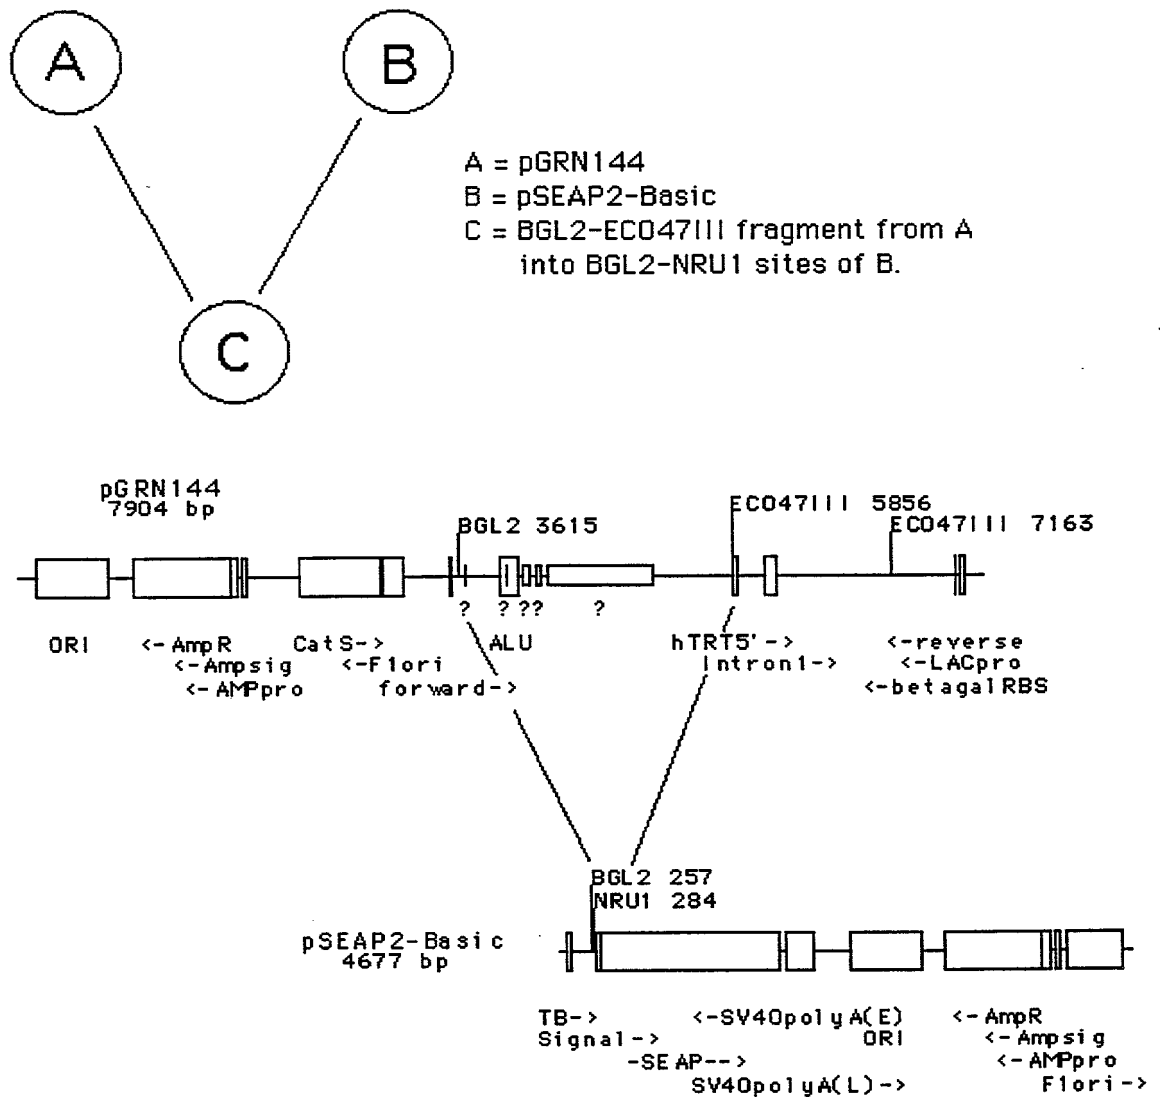 A
B
A = pGRN144
B = pSEAP2-Basic
C = BGL2-ECO47III fragment from A
into BGL2-NRU1 sites of B.
C
pGRN144
7904 bp
BGL2 3615
ECO47III 5856
ECO47III 7163
? ? ?? ?
ORI <-AmpR CatS-> ALU hTRT5'-> <-reverse
<-Ampsig <-F1ori Intron1-> <-LACpro
<-AMPpro forward-> <-betagalRBS
BGL2 257
NRU1 284
pSEAP2-Basic
4677 bp
TB-> <-SV40polyA(E) <-AmpR
Signal-> ORI <-Ampsig
-SEAP--> <-AMPpro
SV40polyA(L)-> F1ori->